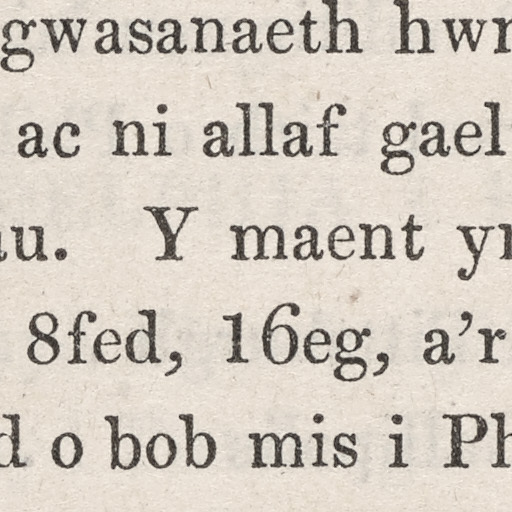 gwasanaeth hwn
ac ni allaf gael
au. Y maent yn
8fed, 16eg, a’r
d o bob mis i Ph